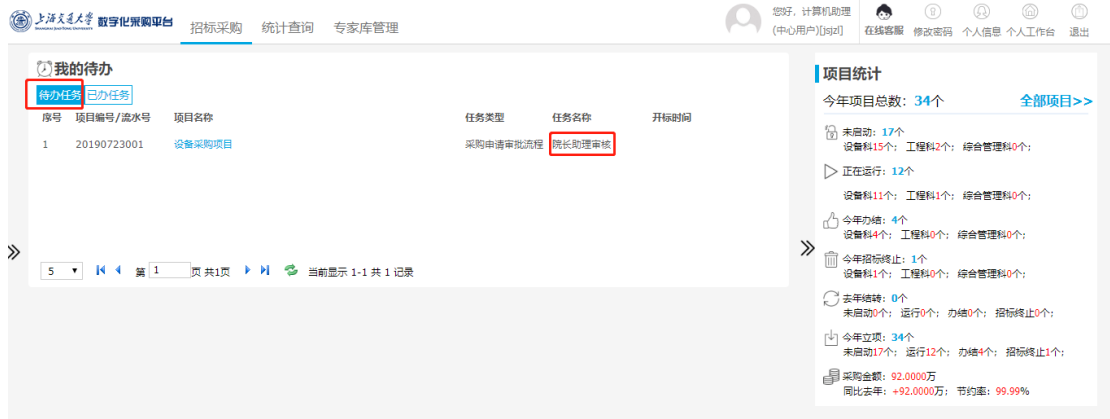 上海交通大学 数字化采购平台
SHANGHAI JIAO TONG UNIVERSITY
招标采购 统计查询 专家库管理
您好，计算机助理
(中心用户)[jsjzl]
在线客服 修改密码 个人信息 个人工作台 退出
我的待办
待办任务 已办任务
序号 项目编号/流水号 项目名称 任务类型 任务名称 开标时间
1 20190723001 设备采购项目 采购申请审批流程 院长助理审核
5 第 1 页 共1页 当前显示 1-1 共 1 记录
项目统计
今年项目总数：34个 全部项目>>
未启动：17个
设备科15个； 工程科2个； 综合管理科0个；
正在运行：12个
设备科11个； 工程科1个； 综合管理科0个；
今年办结：4个
设备科4个； 工程科0个； 综合管理科0个；
今年招标终止：1个
设备科1个； 工程科0个； 综合管理科0个；
去年结转：0个
未启动0个； 运行0个； 办结0个； 招标终止0个；
今年立项：34个
未启动17个； 运行12个； 办结4个； 招标终止1个；
采购金额：92.0000万
同比去年：+92.0000万； 节约率：99.99%